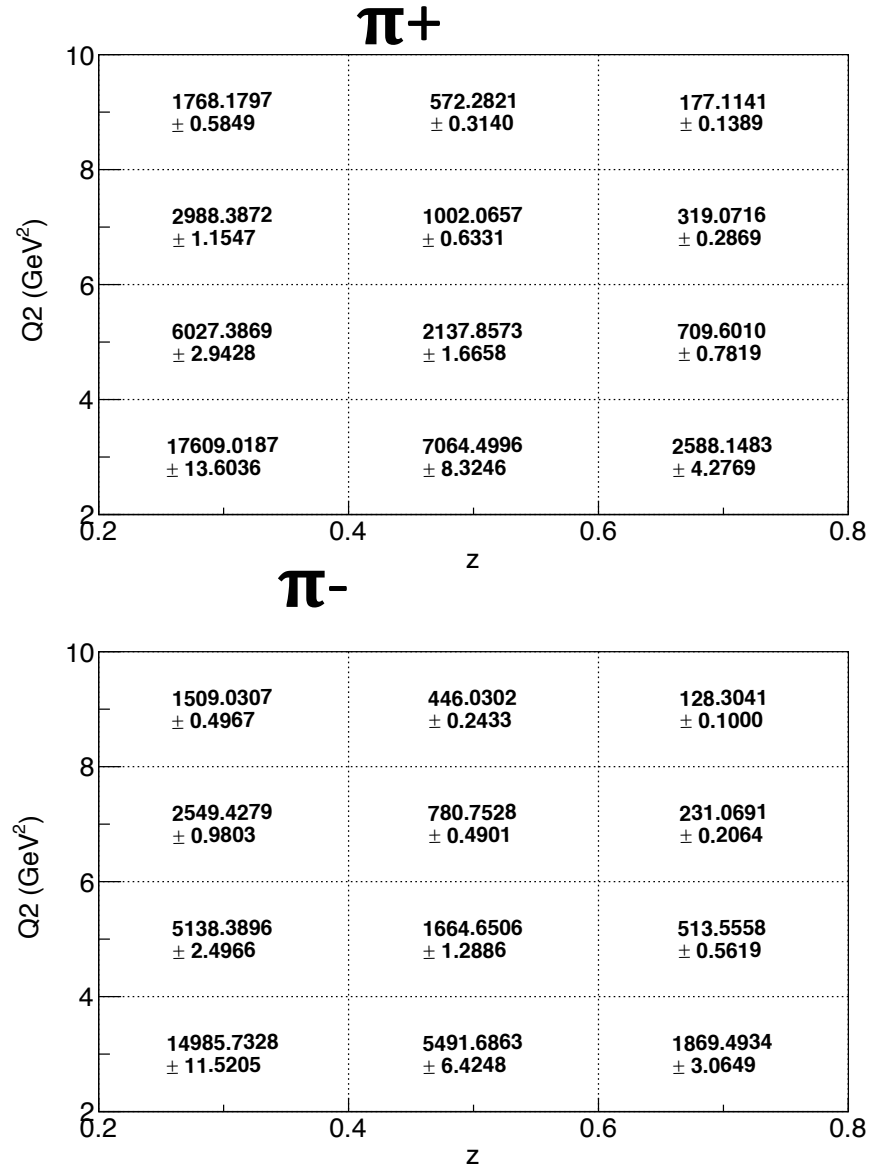 π+
10
1768.1797 572.2821 177.1141
± 0.5849 ± 0.3140 ± 0.1389
8
2988.3872 1002.0657 319.0716
± 1.1547 ± 0.6331 ± 0.2869
6
6027.3869 2137.8573 709.6010
± 2.9428 ± 1.6658 ± 0.7819
4
17609.0187 7064.4996 2588.1483
± 13.6036 ± 8.3246 ± 4.2769
2
Q2 (GeV²)
0.2 0.4 0.6 0.8
z
π-
10
1509.0307 446.0302 128.3041
± 0.4967 ± 0.2433 ± 0.1000
8
2549.4279 780.7528 231.0691
± 0.9803 ± 0.4901 ± 0.2064
6
5138.3896 1664.6506 513.5558
± 2.4966 ± 1.2886 ± 0.5619
4
14985.7328 5491.6863 1869.4934
± 11.5205 ± 6.4248 ± 3.0649
2
Q2 (GeV²)
0.2 0.4 0.6 0.8
z